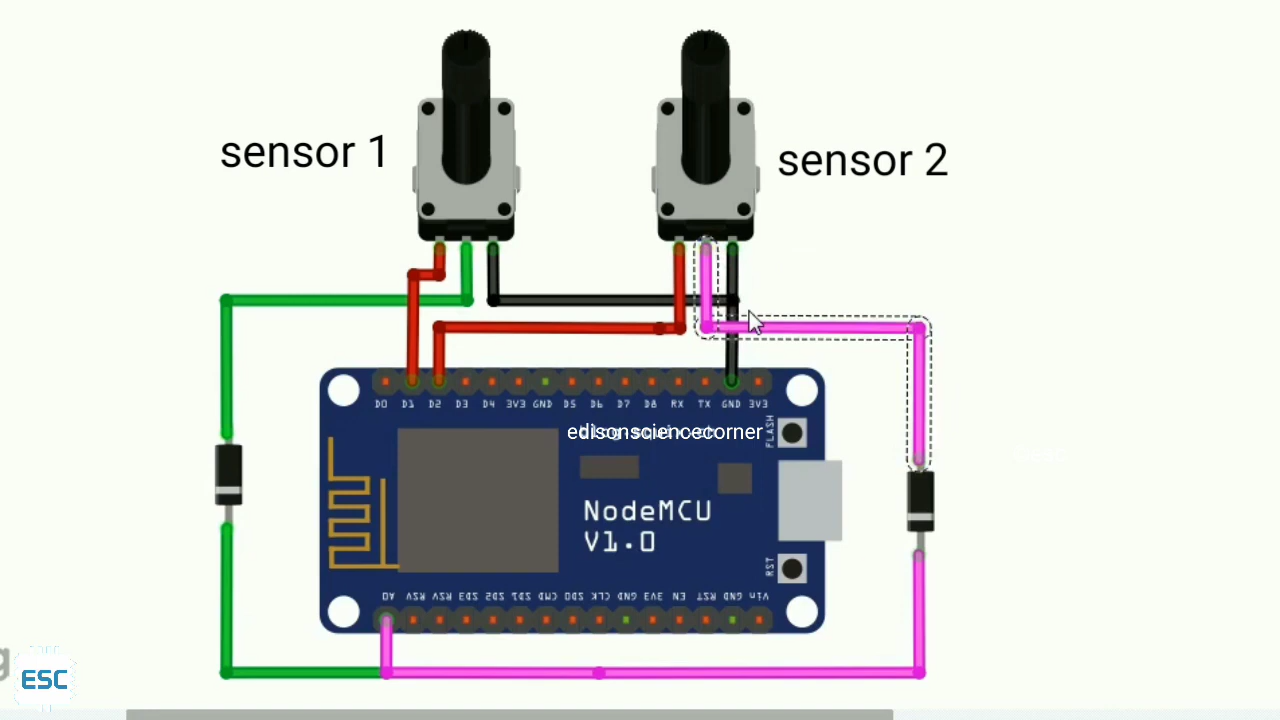 sensor 1
sensor 2
D0 D1 D2 D3 D4 3V3 GND D5 D6 D7 D8 RX TX GND 3V3
edisonsciencecorner
FLASH
NodeMCU
V1.0
RST
A0 RSV RSV SD3 SD2 SD1 CMD SD0 CLK GND 3V3 EN RST GND Vin
ESC